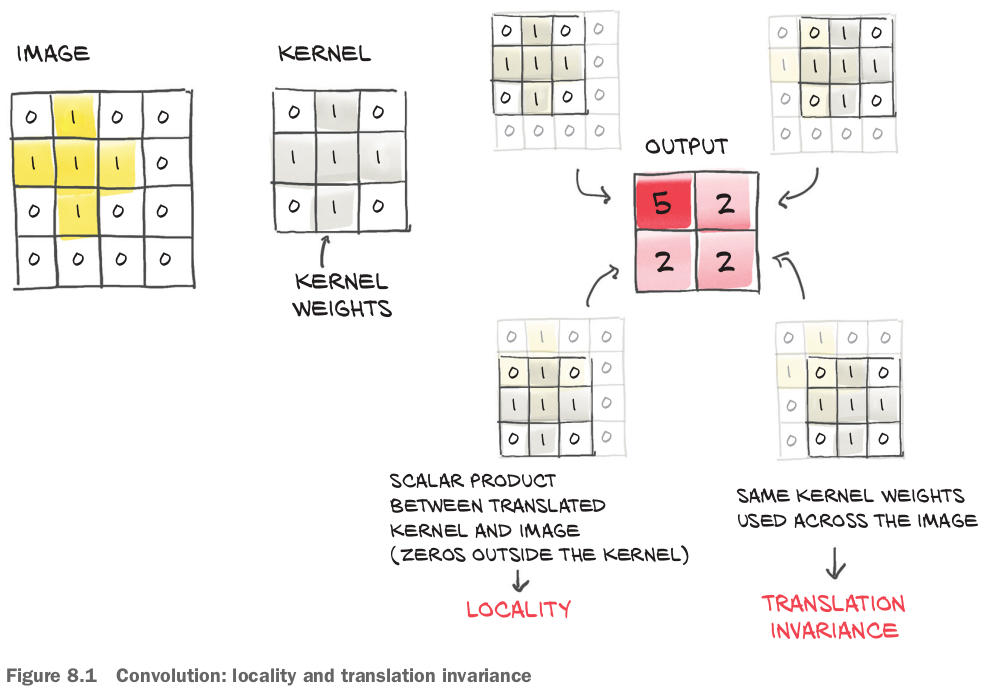 IMAGE
0 1 0 0
1 1 1 0
0 1 0 0
0 0 0 0
KERNEL
0 1 0
1 1 1
0 1 0
KERNEL
WEIGHTS
0 1 0 0
1 1 1 0
0 1 0 0
0 0 0 0
0 0 1 0
1 1 1 1
0 0 1 0
0 0 0 0
OUTPUT
5 2
2 2
0 1 0 0
0 1 0 0
1 1 1 0
0 1 0 0
0 1 0 0
1 0 1 0
0 1 1 1
0 0 1 0
SCALAR PRODUCT
BETWEEN TRANSLATED
KERNEL AND IMAGE
(ZEROS OUTSIDE THE KERNEL)
LOCALITY
SAME KERNEL WEIGHTS
USED ACROSS THE IMAGE
TRANSLATION
INVARIANCE
Figure 8.1 Convolution: locality and translation invariance